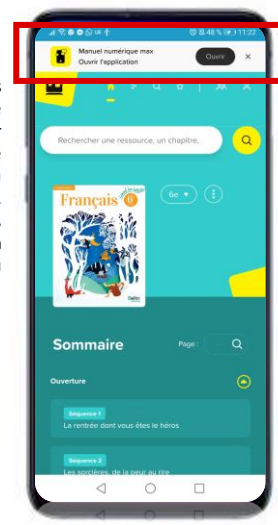 48 % 11:22
Manuel numérique max
Ouvrir l'application
Ouvrir ×
Rechercher une ressource, un chapitre,
Français 6e
6e
Belin
Sommaire
Page :
Ouverture
Séquence 1
La rentrée dont vous êtes le héros
Séquence 2
Les sorcières, de la peur au rire